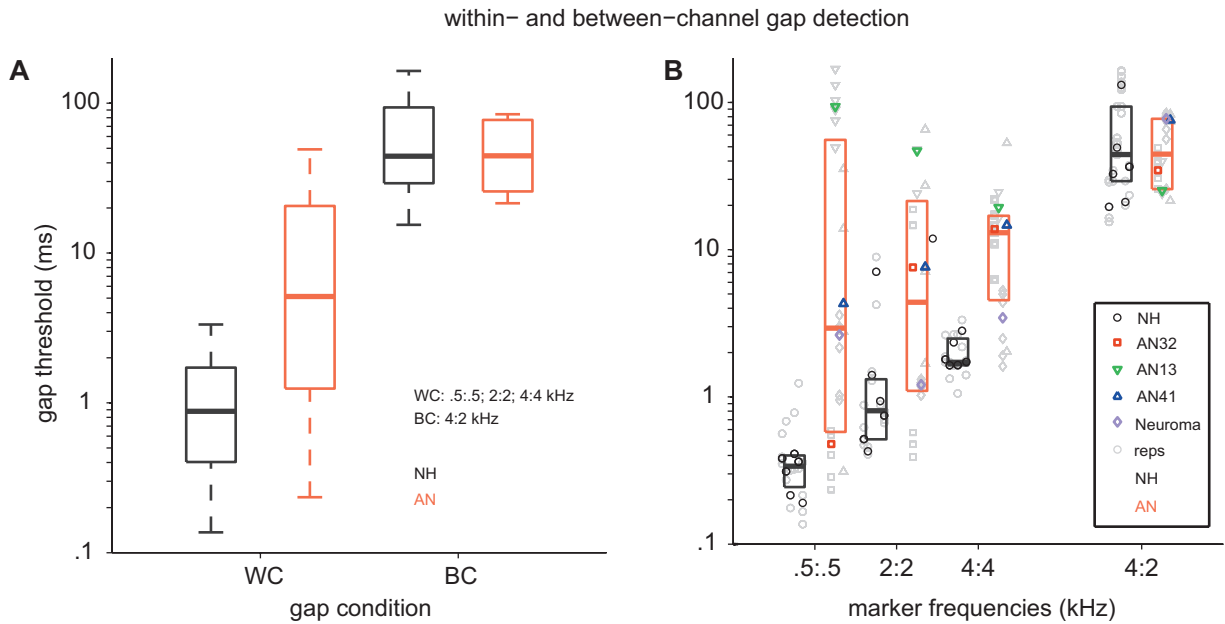 within− and between−channel gap detection
A
gap threshold (ms)
100
10
1
.1
WC: .5:.5; 2:2; 4:4 kHz
BC: 4:2 kHz
NH
AN
WC
BC
gap condition
B
100
10
1
.1
NH
AN32
AN13
AN41
Neuroma
reps
NH
AN
.5:.5
2:2
4:4
4:2
marker frequencies (kHz)